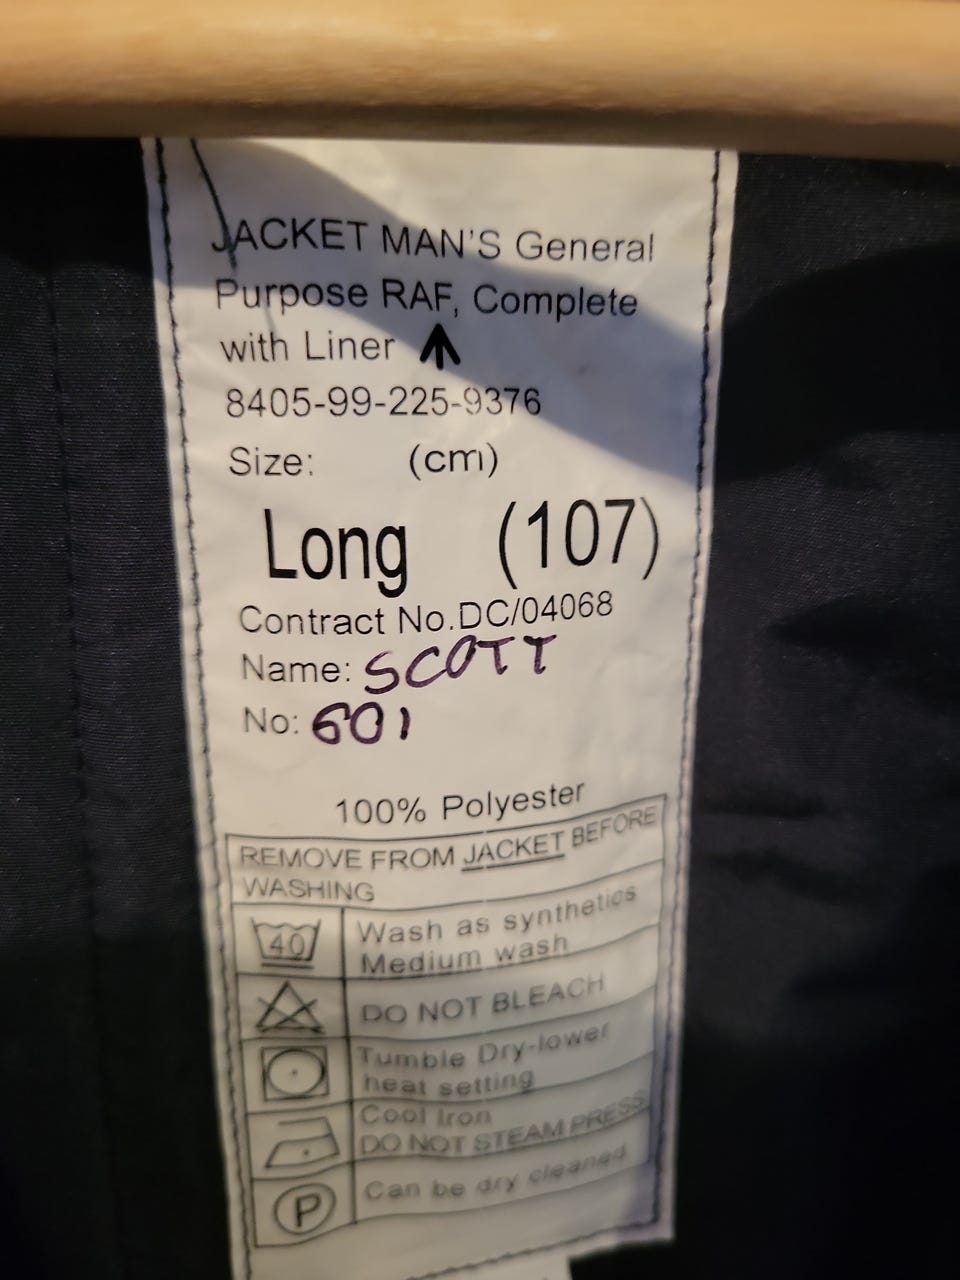 JACKET MAN'S General
Purpose RAF, Complete
with Liner
8405-99-225-9376
Size: (cm)
Long (107)
Contract No.DC/04068
Name: SCOTT
No: 601
100% Polyester
REMOVE FROM JACKET BEFORE
WASHING
40 Wash as synthetics
Medium wash
DO NOT BLEACH
Tumble Dry-lower
heat setting
Cool Iron
DO NOT STEAM PRESS
P Can be dry cleaned